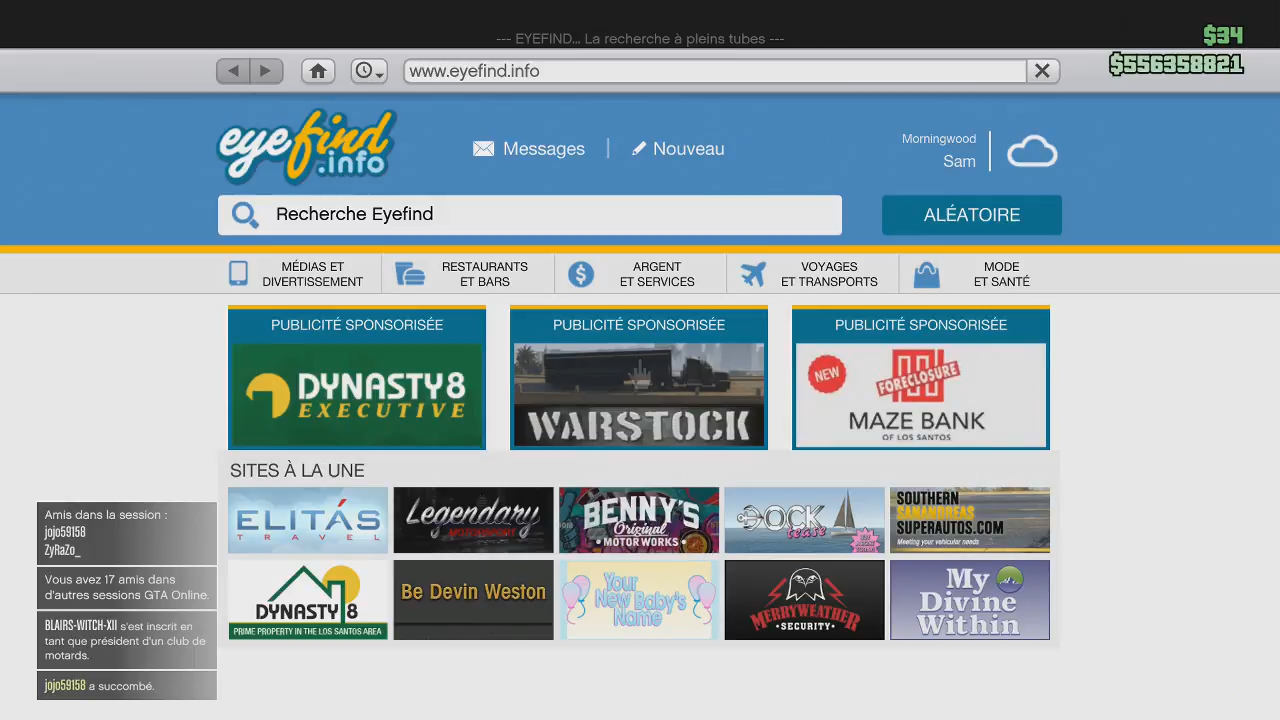 --- EYEFIND... La recherche à pleins tubes ---
$34
$556358821
www.eyefind.info
eyefind
.info
Messages
Nouveau
Morningwood
Sam
Recherche Eyefind
ALÉATOIRE
MÉDIAS ET
DIVERTISSEMENT
RESTAURANTS
ET BARS
ARGENT
ET SERVICES
VOYAGES
ET TRANSPORTS
MODE
ET SANTÉ
PUBLICITÉ SPONSORISÉE
DYNASTY8
EXECUTIVE
PUBLICITÉ SPONSORISÉE
WARSTOCK
PUBLICITÉ SPONSORISÉE
NEW
FORECLOSURE
MAZE BANK
OF LOS SANTOS
SITES À LA UNE
ELITÁS
TRAVEL
Legendary
MOTORSPORT
BENNY'S
Original
MOTORWORKS
DOCK
tease
SOUTHERN
SANANDREAS
SUPERAUTOS.COM
Meeting your vehicular needs
DYNASTY 8
PRIME PROPERTY IN THE LOS SANTOS AREA
Be Devin Weston
Your
New Baby's
Name
MERRYWEATHER
SECURITY
My
Divine
Within
Amis dans la session :
jojo59158
ZyRaZo_
Vous avez 17 amis dans
d'autres sessions GTA Online.
BLAIRS-WITCH-XII s'est inscrit en
tant que président d'un club de
motards.
jojo59158 a succombé.